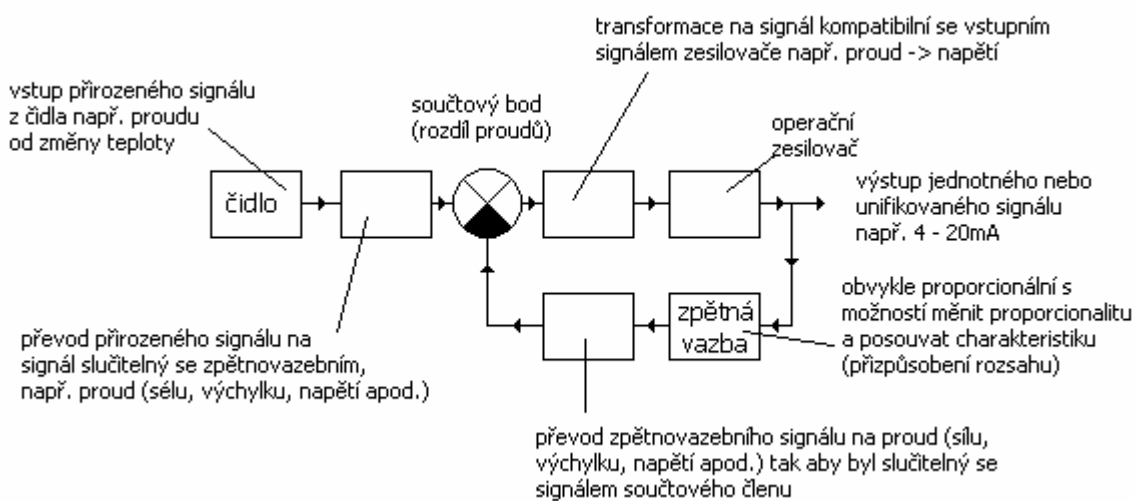 transformace na signál kompatibilní se vstupním
signálem zesilovače např. proud -> napětí
vstup přirozeného signálu
z čidla např. proudu
od změny teploty
součtový bod
(rozdíl proudů)
operační
zesilovač
čidlo
výstup jednotného nebo
unifikovaného signálu
např. 4 - 20mA
zpětná
vazba
obvykle proporcionální s
možností měnit proporcionalitu
a posouvat charakteristiku
(přizpůsobení rozsahu)
převod přirozeného signálu na
signál slučitelný se zpětnovazebním,
např. proud (sélu, výchylku, napětí apod.)
převod zpětnovazebního signálu na proud (sílu,
výchylku, napětí apod.) tak aby byl slučitelný se
signálem součtového členu